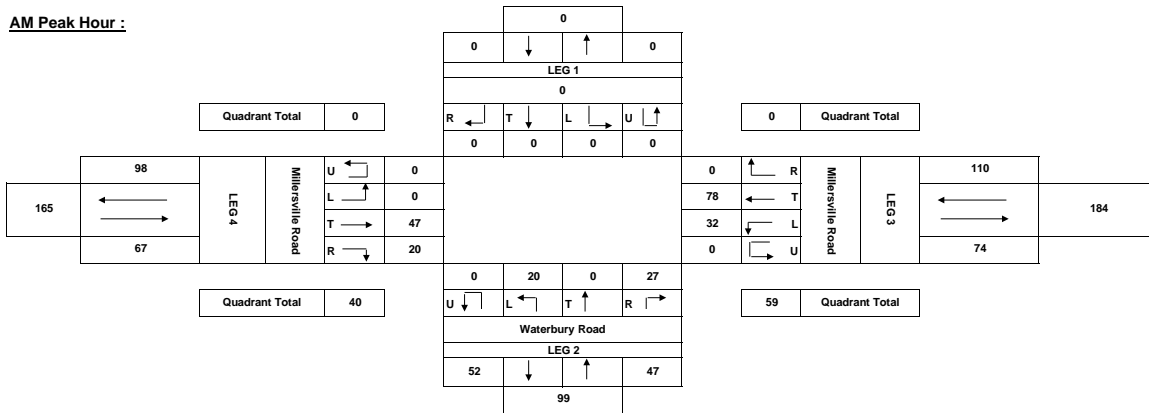 AM Peak Hour :
0
0 0
LEG 1
0
Quadrant Total 0
R T L U
0 Quadrant Total
0 0 0 0
98
U 0
0 R
110
165
LEG 4
Millersville Road
L 0
78 T
Millersville Road
LEG 3
184
T 47
32 L
67
R 20
0 U
74
0 20 0 27
Quadrant Total 40
U L T R
59 Quadrant Total
Waterbury Road
LEG 2
52 47
99